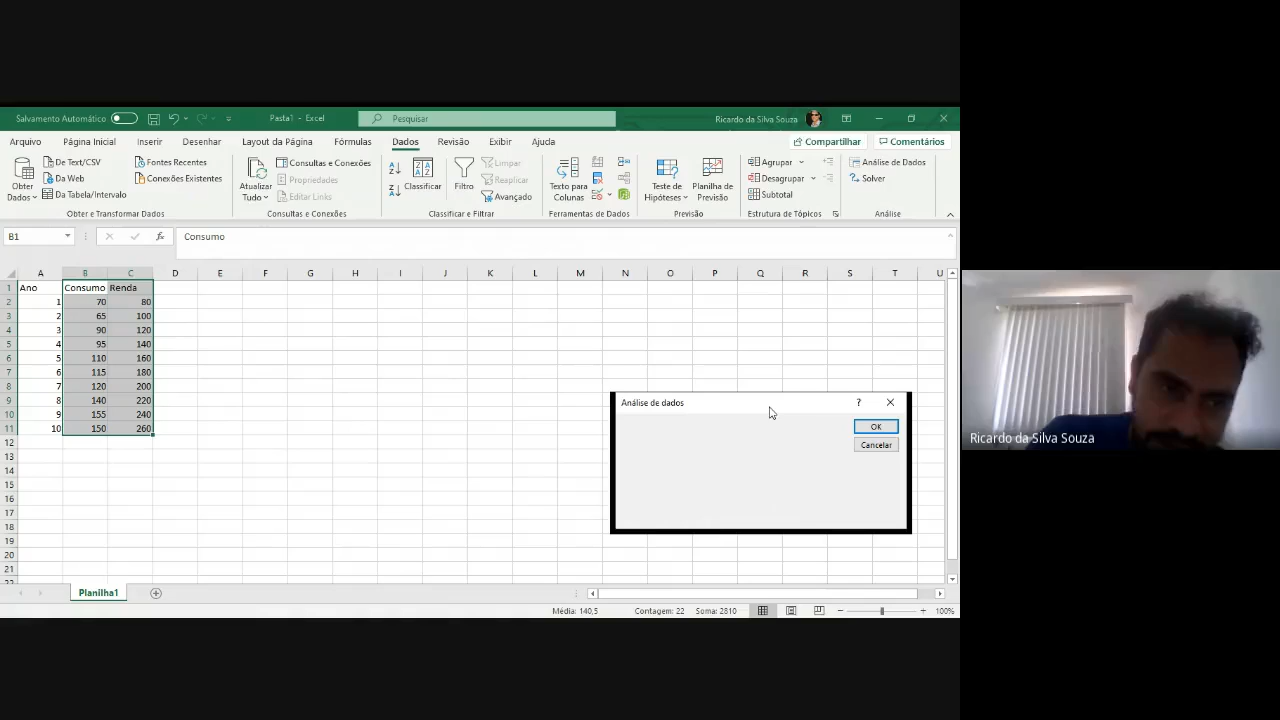 Salvamento Automático Pasta1 - Excel Pesquisar Ricardo da Silva Souza
Arquivo Página Inicial Inserir Desenhar Layout da Página Fórmulas Dados Revisão Exibir Ajuda Compartilhar Comentários
Obter Dados
De Text/CSV
Da Web
Da Tabela/Intervalo
Fontes Recentes
Conexões Existentes
Obter e Transformar Dados
Atualizar Tudo
Consultas e Conexões
Propriedades
Editar Links
Consultas e Conexões
Classificar
Filtro
Limpar
Reaplicar
Avançado
Classificar e Filtrar
Texto para Colunas
Ferramentas de Dados
Teste de Hipóteses
Planilha de Previsão
Previsão
Agrupar
Desagrupar
Subtotal
Estrutura de Tópicos
Análise de Dados
Solver
Análise
B1 fx Consumo
A B C D E F G H I J K L M N O P Q R S T U
1 Ano Consumo Renda
2 1 70 80
3 2 65 100
4 3 90 120
5 4 95 140
6 5 110 160
7 6 115 180
8 7 120 200
9 8 140 220
10 9 155 240
11 10 150 260
12
13
14
15
16
17
18
19
20
21
22
Análise de dados ?
OK
Cancelar
Planilha1
Média: 140,5 Contagem: 22 Soma: 2810 100%
Ricardo da Silva Souza